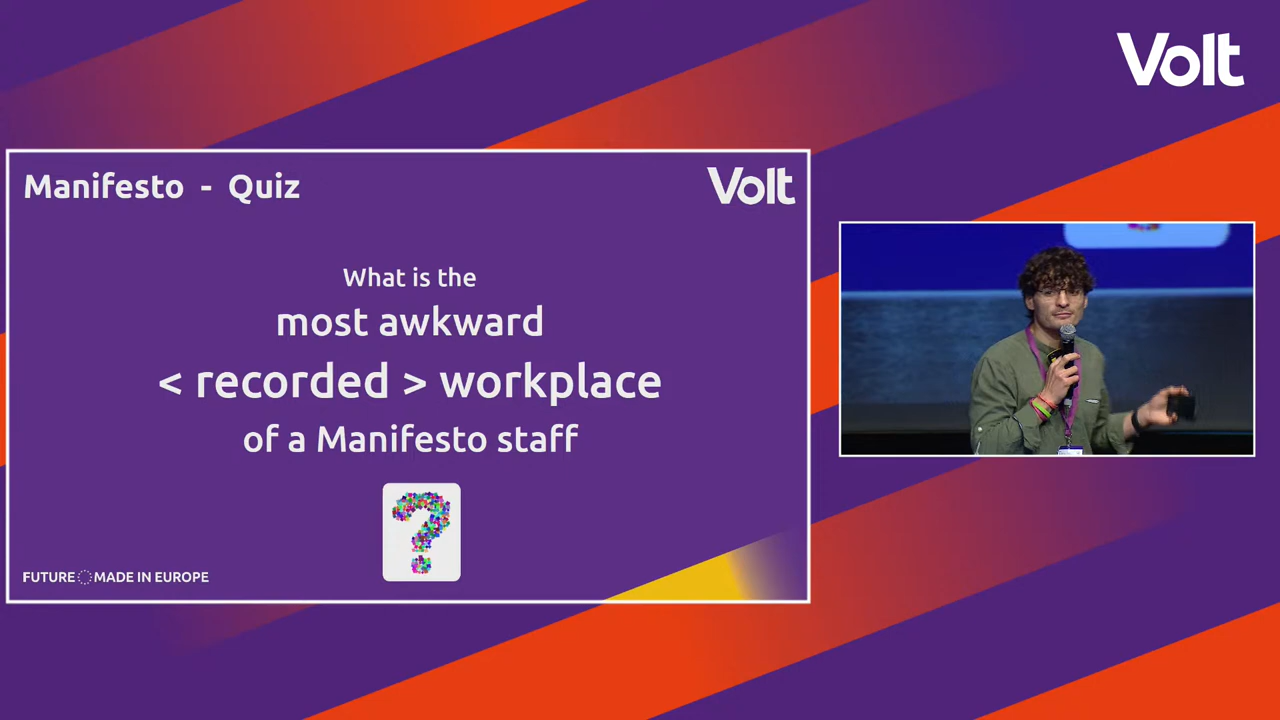 Volt
Manifesto - Quiz
Volt
What is the
most awkward
< recorded > workplace
of a Manifesto staff
?
FUTURE MADE IN EUROPE